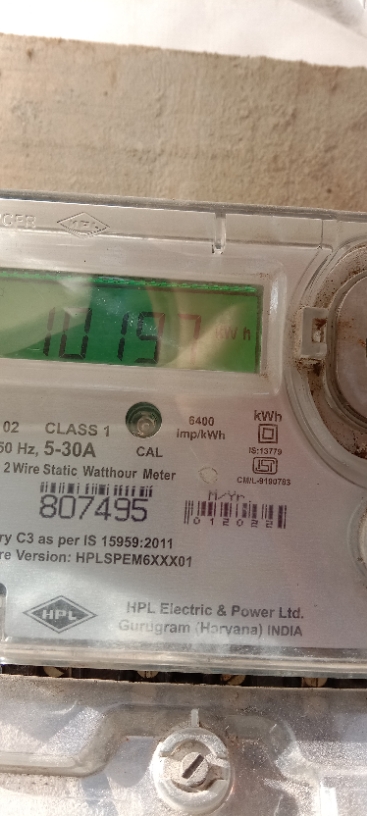 10197 kWh
02 CLASS 1
50 Hz, 5-30A
CAL
6400
imp/kWh
kWh
IS:13779
CM/L-9190763
2 Wire Static Watthour Meter
807495
M/Yr
012022
ry C3 as per IS 15959:2011
re Version: HPLSPEM6XXX01
HPL
HPL Electric & Power Ltd.
Gurugram (Haryana) INDIA